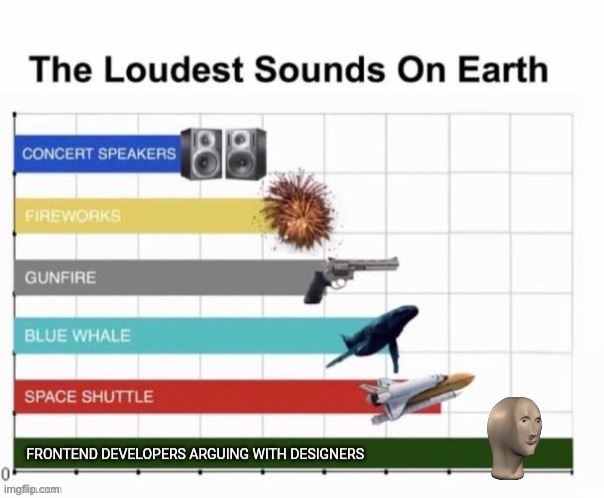 The Loudest Sounds On Earth
CONCERT SPEAKERS
FIREWORKS
GUNFIRE
BLUE WHALE
SPACE SHUTTLE
FRONTEND DEVELOPERS ARGUING WITH DESIGNERS
0
imgflip.com